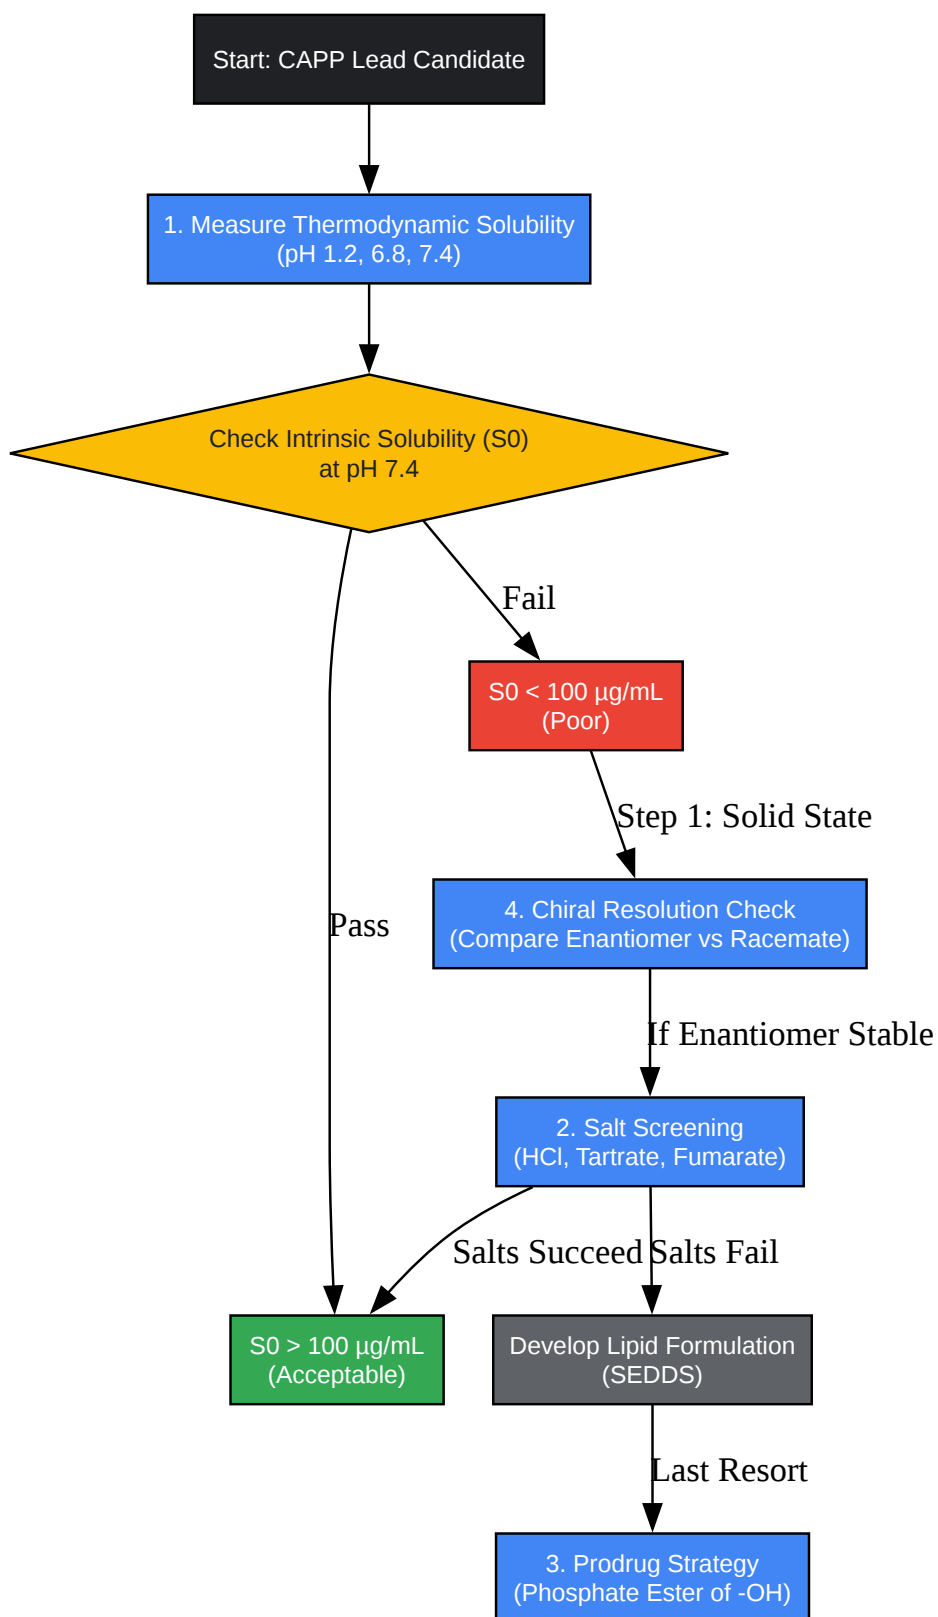 Start: CAPP Lead Candidate
1. Measure Thermodynamic Solubility
(pH 1.2, 6.8, 7.4)
Check Intrinsic Solubility (S0)
at pH 7.4
Fail
S0 < 100 µg/mL
(Poor)
Step 1: Solid State
4. Chiral Resolution Check
(Compare Enantiomer vs Racemate)
Pass
If Enantiomer Stable
2. Salt Screening
(HCl, Tartrate, Fumarate)
Salts Succeed
Salts Fail
S0 > 100 µg/mL
(Acceptable)
Develop Lipid Formulation
(SEDDS)
Last Resort
3. Prodrug Strategy
(Phosphate Ester of -OH)